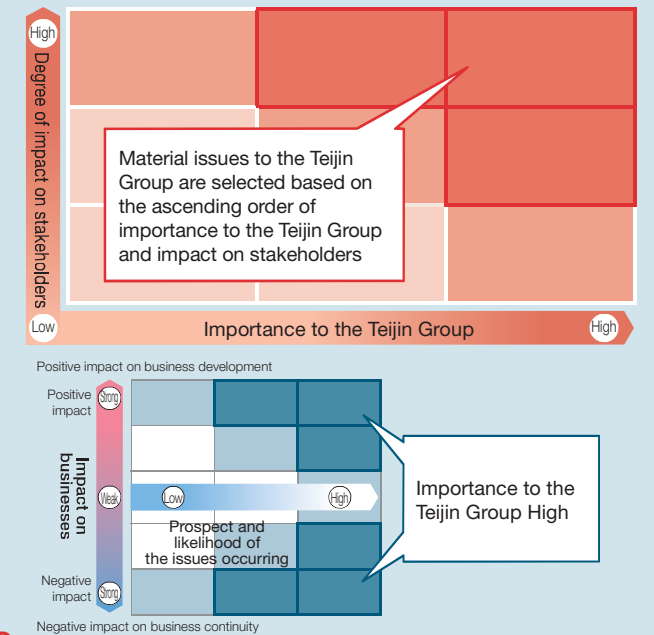 High
Degree of impact on stakeholders
Material issues to the Teijin
Group are selected based on
the ascending order of
importance to the Teijin Group
and impact on stakeholders
Low
Importance to the Teijin Group
High
Positive impact on business development
Positive
impact
Strong
Impact on
businesses
Weak
Low
High
Prospect and
likelihood of
the issues occurring
Importance to the
Teijin Group High
Negative
impact
Strong
Negative impact on business continuity